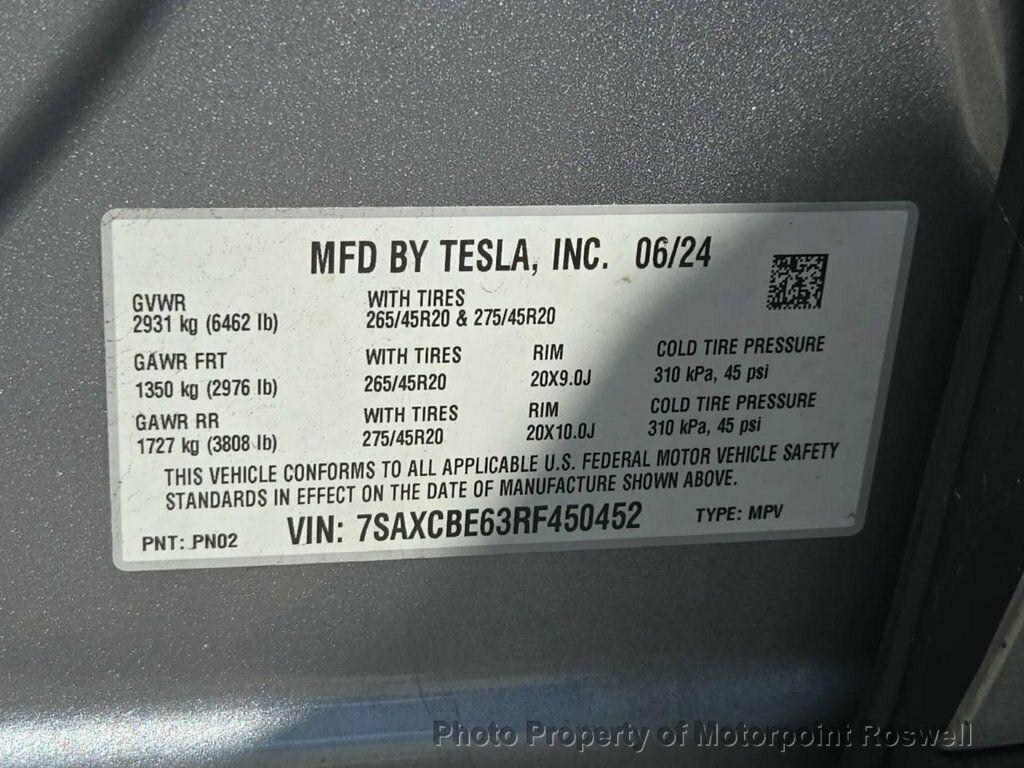 MFD BY TESLA, INC. 06/24
GVWR WITH TIRES
2931 kg (6462 lb) 265/45R20 & 275/45R20
GAWR FRT WITH TIRES RIM COLD TIRE PRESSURE
1350 kg (2976 lb) 265/45R20 20X9.0J 310 kPa, 45 psi
GAWR RR WITH TIRES RIM COLD TIRE PRESSURE
1727 kg (3808 lb) 275/45R20 20X10.0J 310 kPa, 45 psi
THIS VEHICLE CONFORMS TO ALL APPLICABLE U.S. FEDERAL MOTOR VEHICLE SAFETY
STANDARDS IN EFFECT ON THE DATE OF MANUFACTURE SHOWN ABOVE.
PNT: PN02 VIN: 7SAXCBE63RF450452 TYPE: MPV
Photo Property of Motorpoint Roswell